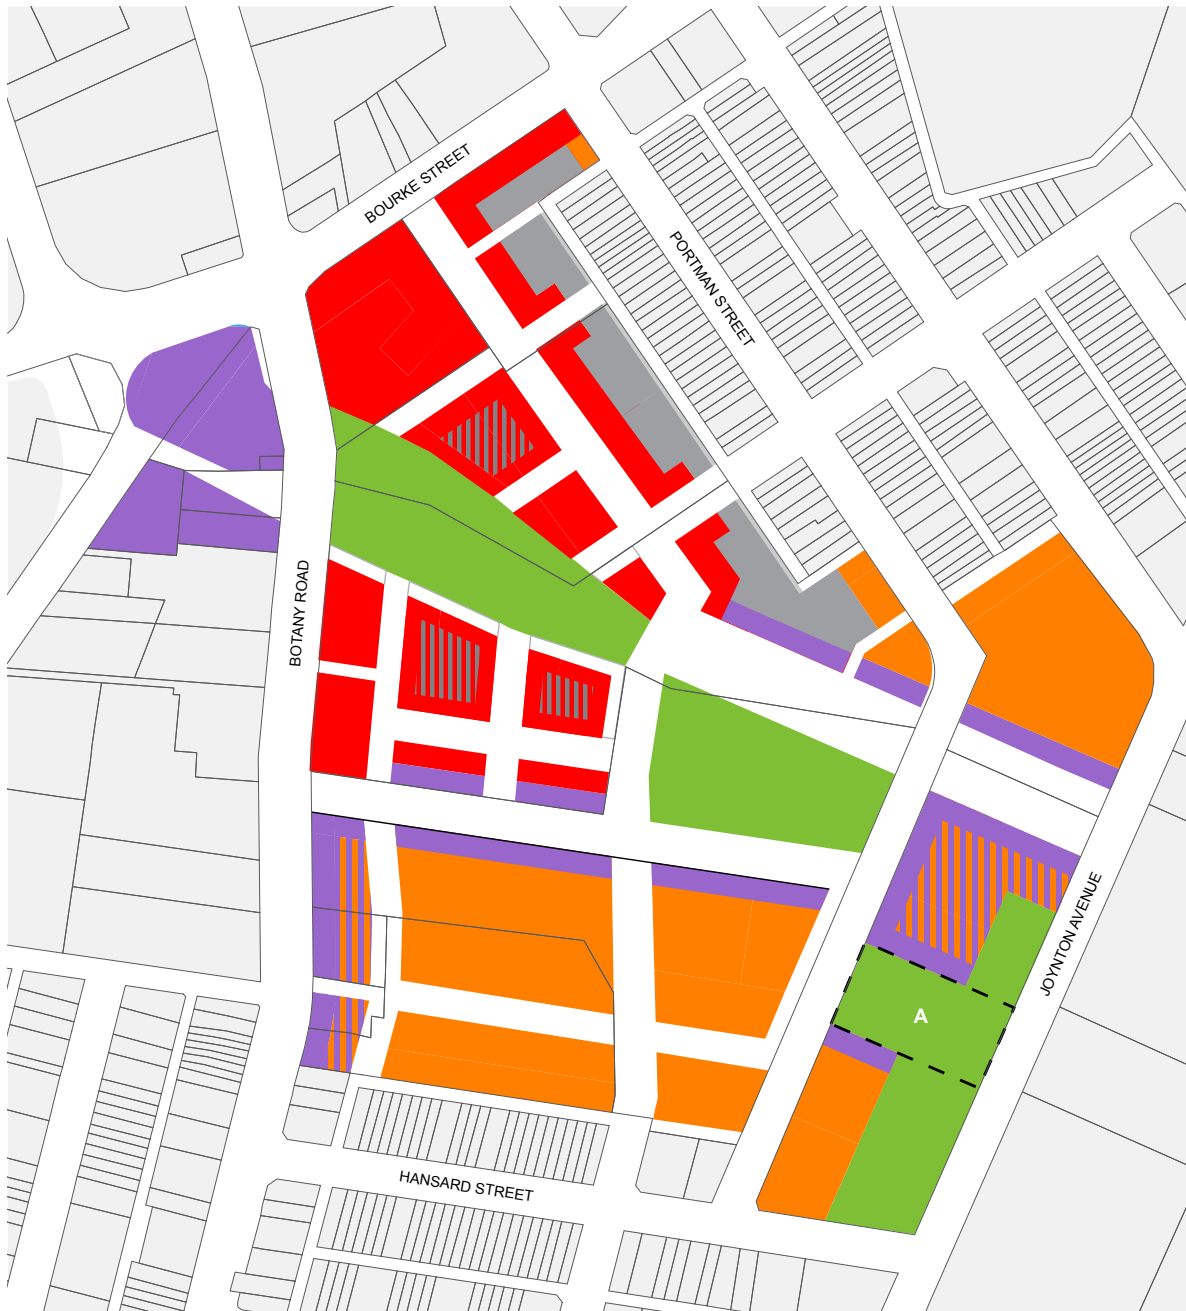 BOURKE STREET
PORTMAN STREET
BOTANY ROAD
JOYNTON AVENUE
A
HANSARD STREET